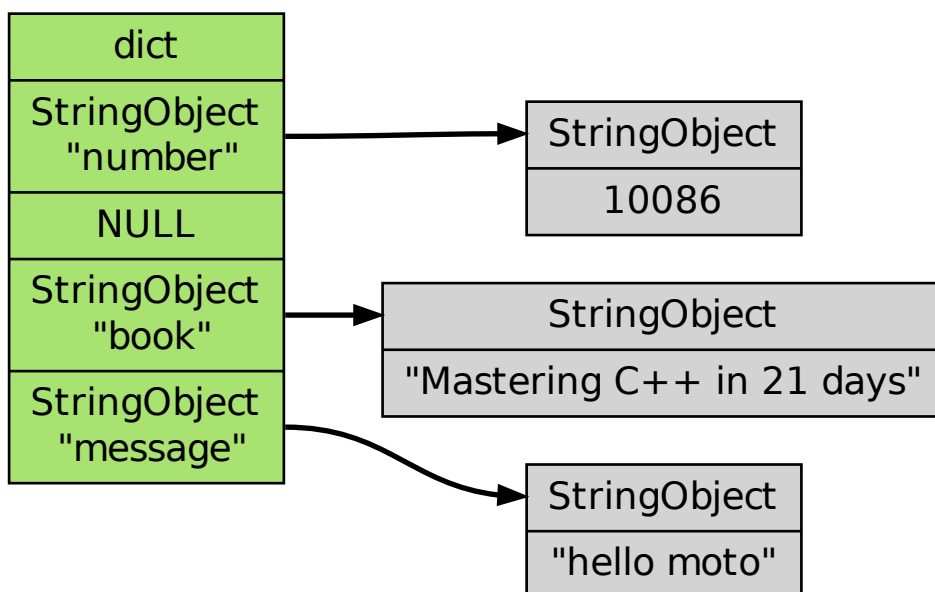 dict
StringObject
"number"
NULL
StringObject
"book"
StringObject
"message"
StringObject
10086
StringObject
"Mastering C++ in 21 days"
StringObject
"hello moto"